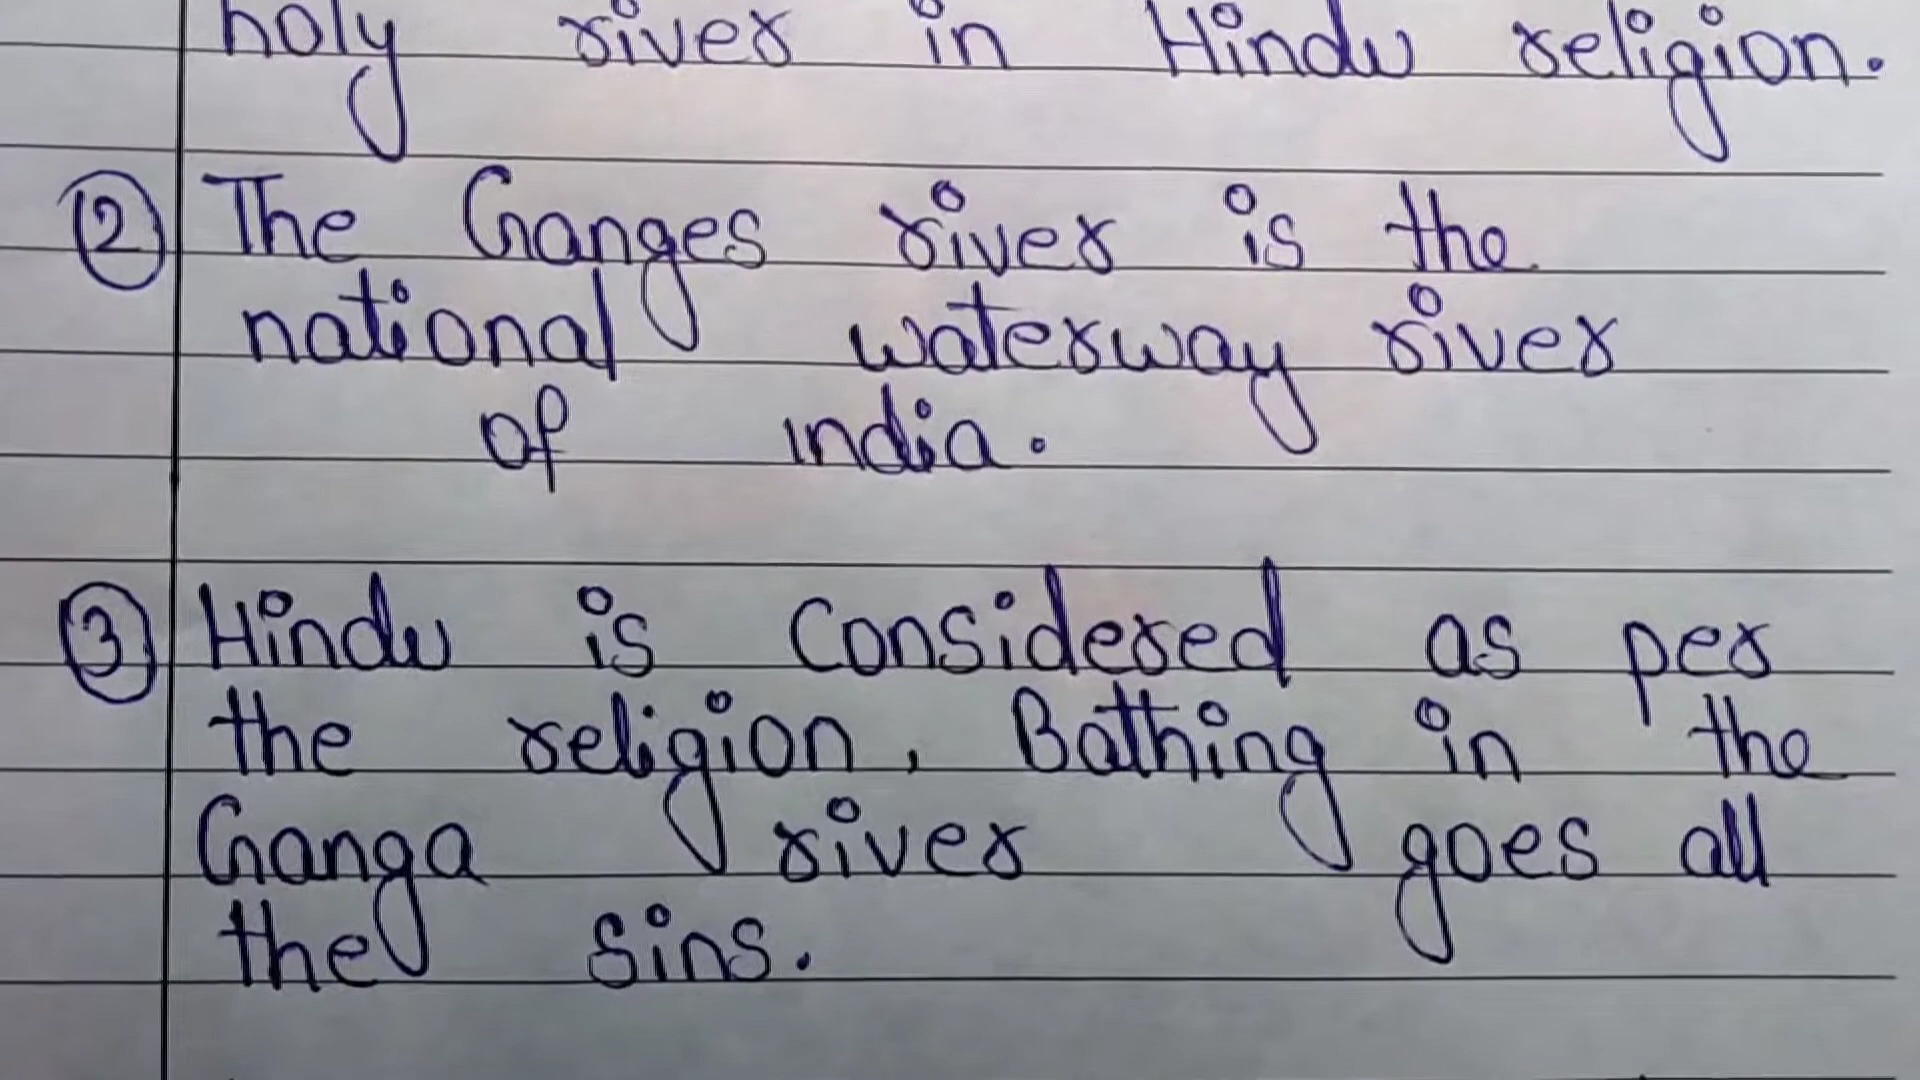 holy river in Hindu religion.
② The Ganges river is the
national waterway river
of india.
③ Hindu is Considered as per
the religion, Bathing in the
Ganga river goes all
the sins.